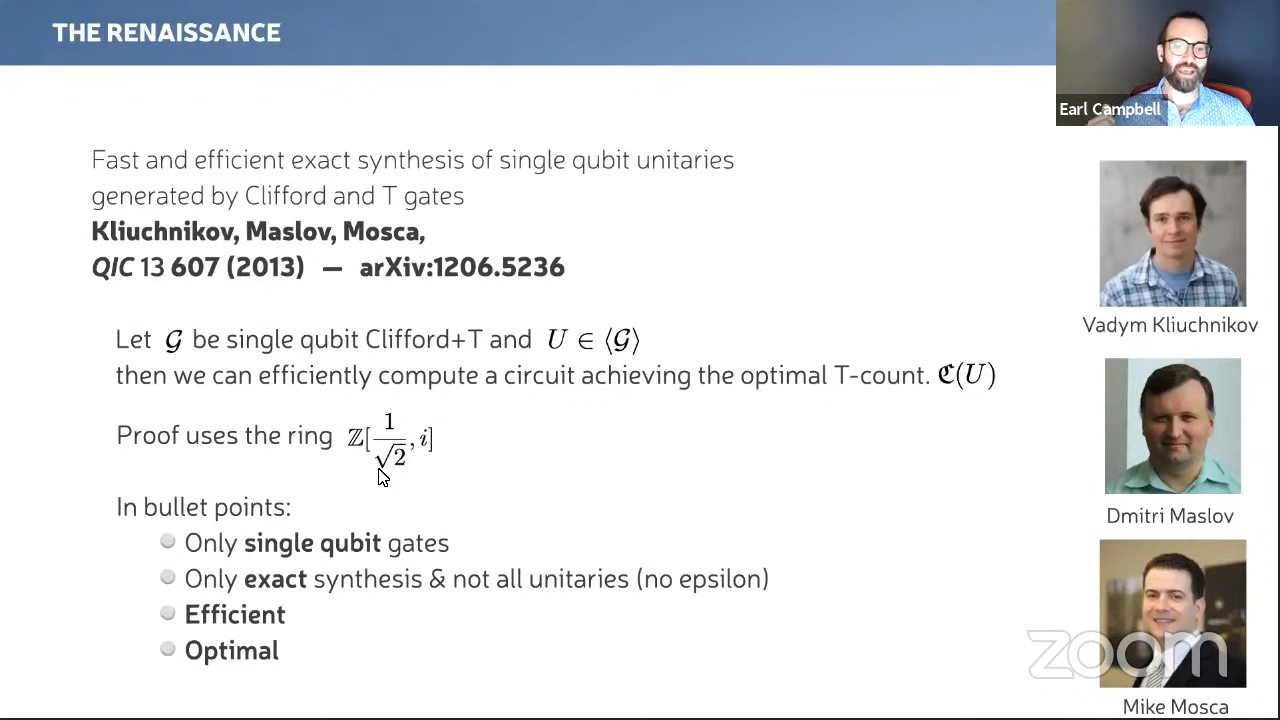 THE RENAISSANCE
Earl Campbell
Fast and efficient exact synthesis of single qubit unitaries
generated by Clifford and T gates
Kliuchnikov, Maslov, Mosca,
QIC 13 607 (2013) — arXiv:1206.5236
Let 𝓖 be single qubit Clifford+T and U ∈ ⟨𝓖⟩
then we can efficiently compute a circuit achieving the optimal T-count. ℭ(U)
Proof uses the ring ℤ[1/√2, i]
In bullet points:
Only single qubit gates
Only exact synthesis & not all unitaries (no epsilon)
Efficient
Optimal
Vadym Kliuchnikov
Dmitri Maslov
zoom
Mike Mosca